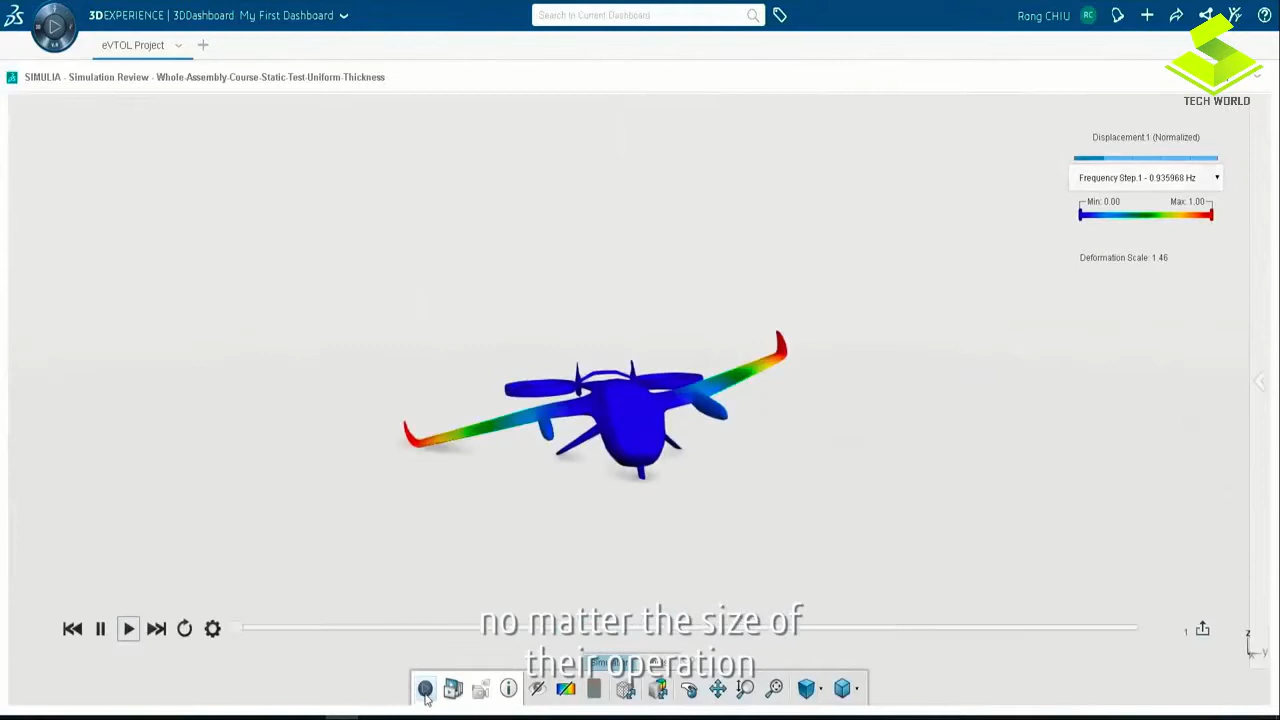 3DEXPERIENCE | 3DDashboard My First Dashboard
Search In Current Dashboard
Rong CHIU
RC
eVTOL Project
SIMULIA - Simulation Review - Whole-Assembly-Course-Static-Test-Uniform-Thickness
TECH WORLD
Displacement.1 (Normalized)
Frequency Step.1 - 0.935968 Hz
Min: 0.00 Max: 1.00
Deformation Scale: 1.46
no matter the size of
their operation
1
z
y